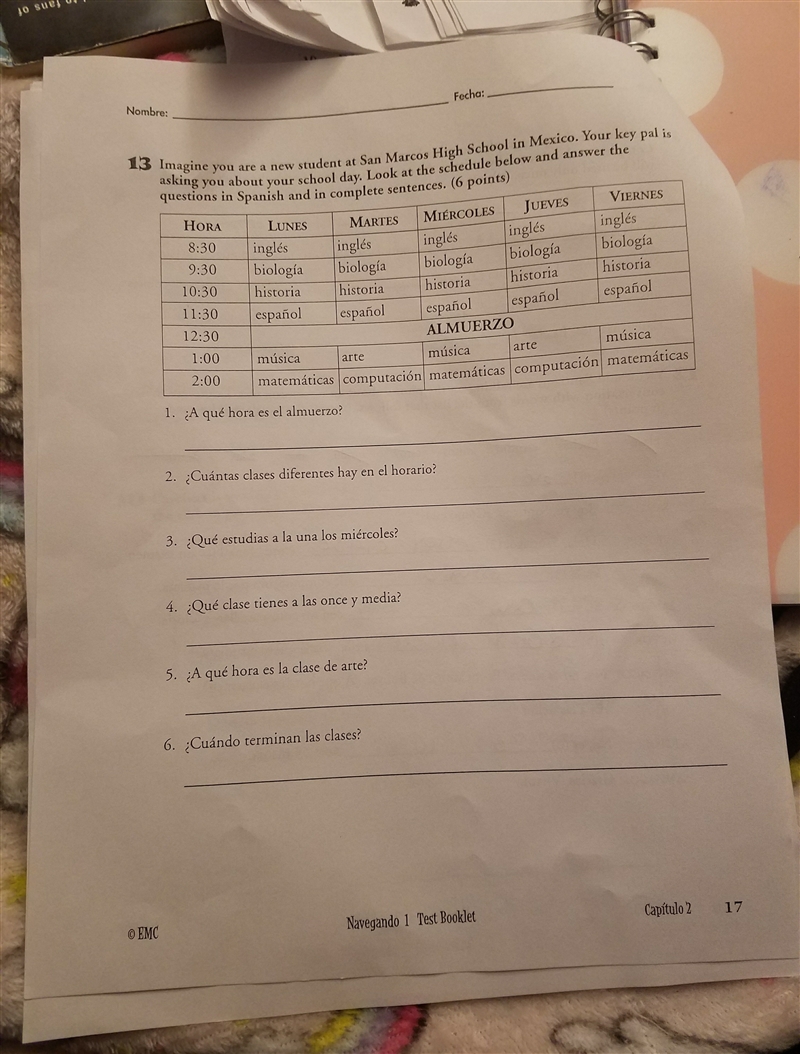 to fans of
Nombre: Fecha:
13 Imagine you are a new student at San Marcos High School in Mexico. Your key pal is
asking you about your school day. Look at the schedule below and answer the
questions in Spanish and in complete sentences. (6 points)
HORA LUNES MARTES MIÉRCOLES JUEVES VIERNES
8:30 inglés inglés inglés inglés inglés
9:30 biología biología biología biología biología
10:30 historia historia historia historia historia
11:30 español español español español español
12:30 ALMUERZO
1:00 música arte música arte música
2:00 matemáticas computación matemáticas computación matemáticas
1. ¿A qué hora es el almuerzo?
2. ¿Cuántas clases diferentes hay en el horario?
3. ¿Qué estudias a la una los miércoles?
4. ¿Qué clase tienes a las once y media?
5. ¿A qué hora es la clase de arte?
6. ¿Cuándo terminan las clases?
© EMC Navegando 1 Test Booklet Capítulo 2 17